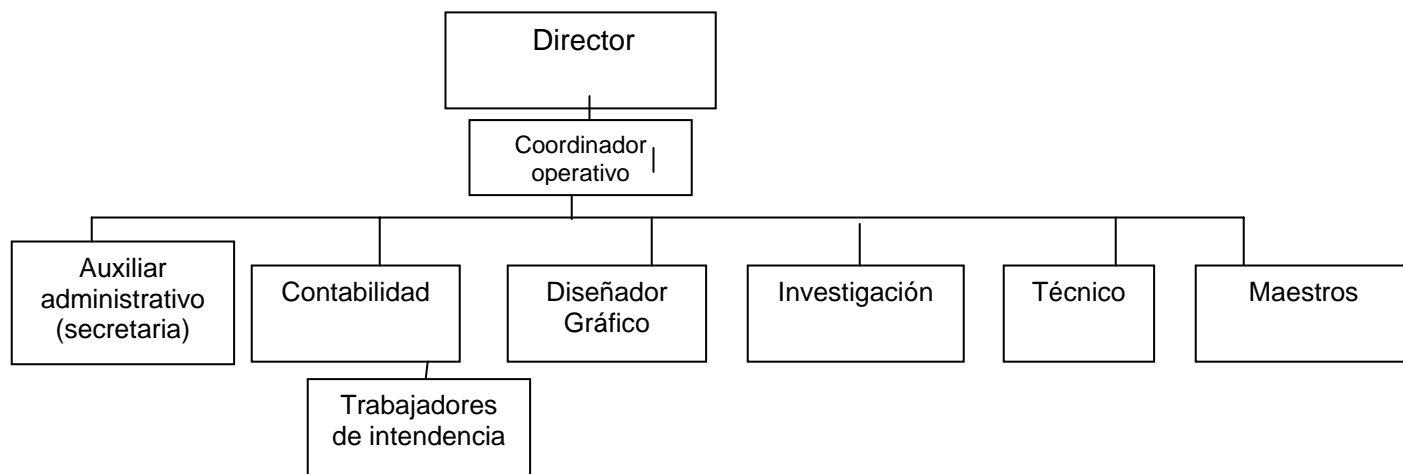 Director
Coordinador
operativo
Auxiliar
administrativo
(secretaria)
Contabilidad
Diseñador
Gráfico
Investigación
Técnico
Maestros
Trabajadores
de intendencia